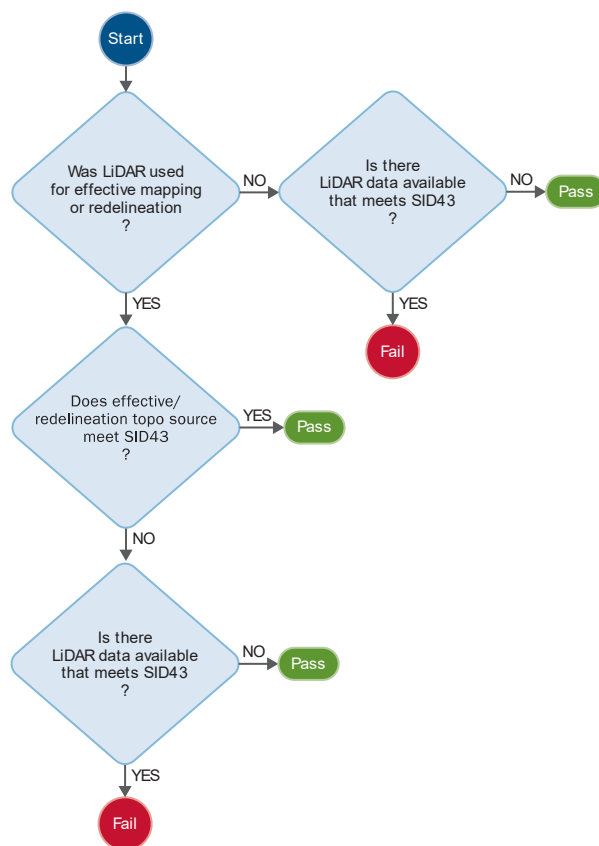 Start
Was LiDAR used
for effective mapping
or redelineation
?
NO
Is there
LiDAR data available
that meets SID43
?
NO
Pass
YES
Fail
YES
Does effective/
redelineation topo source
meet SID43
?
YES
Pass
NO
Is there
LiDAR data available
that meets SID43
?
NO
Pass
YES
Fail